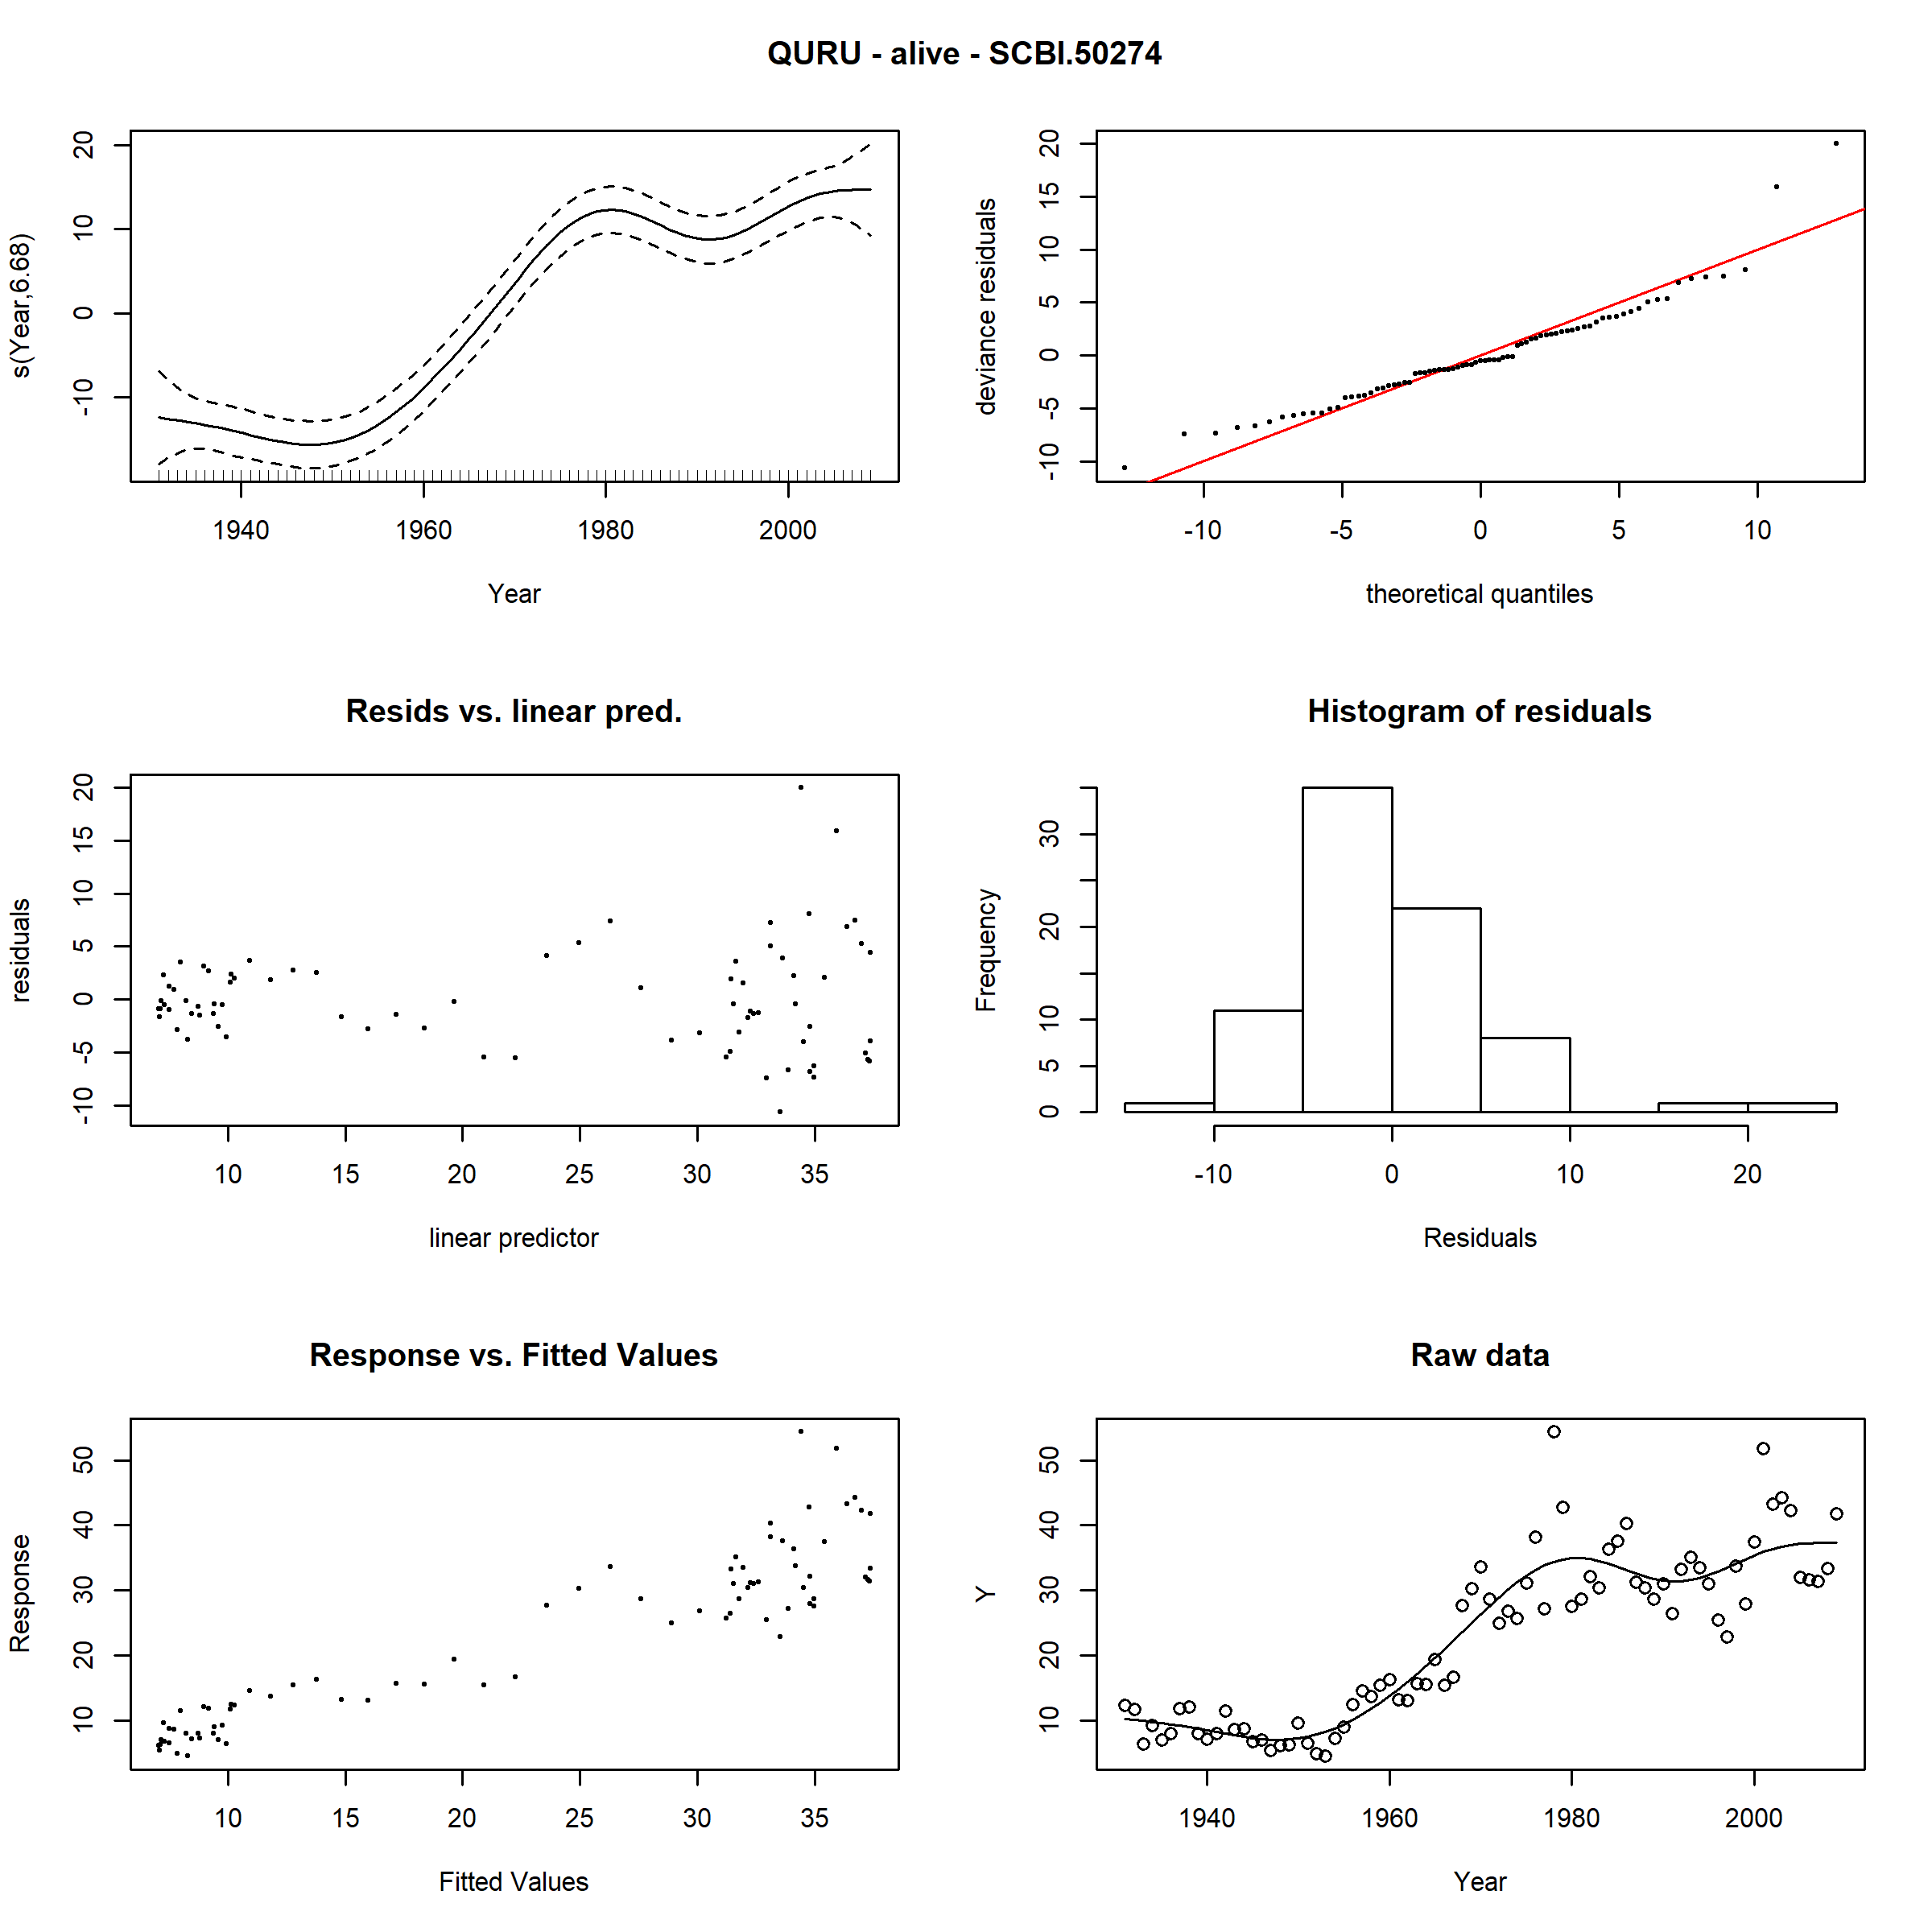 QURU - alive - SCBI.50274
s(Year,6.68)
20
10
0
-10
1940 1960 1980 2000
Year
deviance residuals
20
15
10
5
0
-5
-10
-10 -5 0 5 10
theoretical quantiles
Resids vs. linear pred.
residuals
20
15
10
5
0
-5
-10
10 15 20 25 30 35
linear predictor
Histogram of residuals
Frequency
30
20
10
5
0
-10 0 10 20
Residuals
Response vs. Fitted Values
Response
50
40
30
20
10
10 15 20 25 30 35
Fitted Values
Raw data
Y
50
40
30
20
10
1940 1960 1980 2000
Year